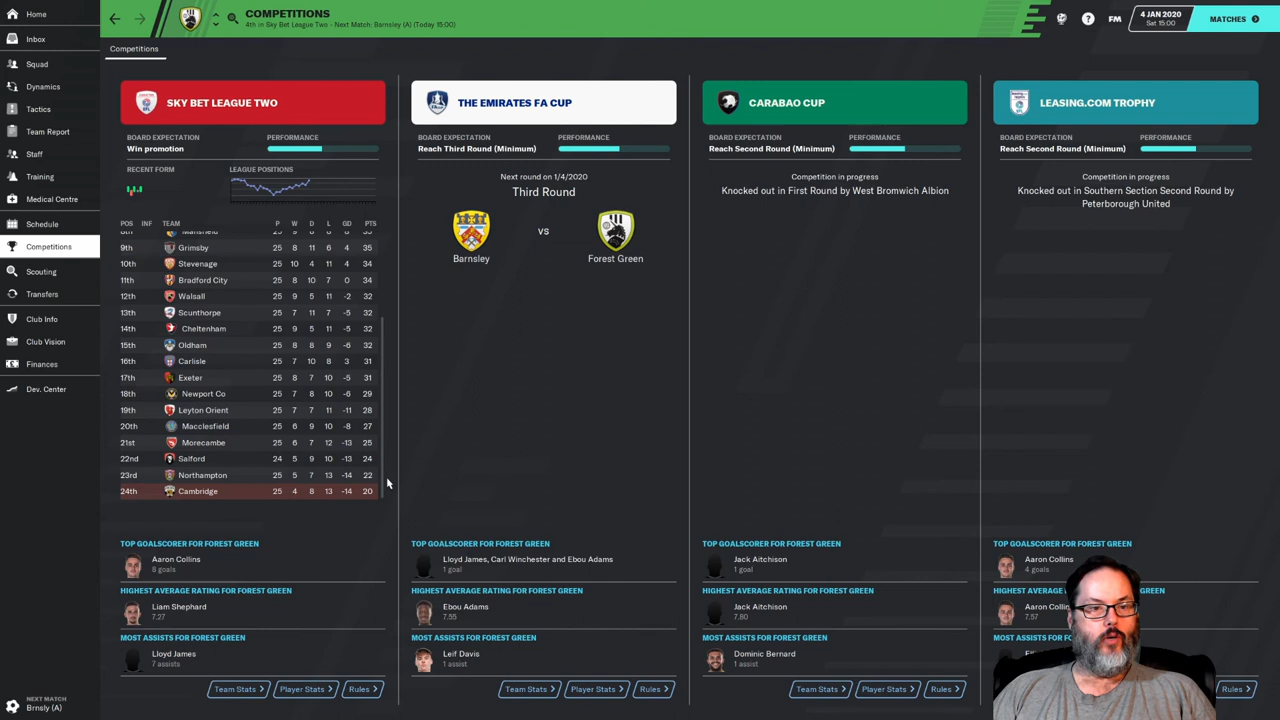 Home
Inbox
Squad
Dynamics
Tactics
Team Report
Staff
Training
Medical Centre
Schedule
Competitions
Scouting
Transfers
Club Info
Club Vision
Finances
Dev. Center
NEXT MATCH
Brnsly (A)
COMPETITIONS
4th in Sky Bet League Two - Next Match: Barnsley (A) (Today 15:00)
FM
4 JAN 2020
Sat 15:00
MATCHES
Competitions
SKY BET LEAGUE TWO
BOARD EXPECTATION PERFORMANCE
Win promotion
RECENT FORM LEAGUE POSITIONS
POS INF TEAM P W D L GD PTS
9th Grimsby 25 8 11 6 4 35
10th Stevenage 25 10 4 11 4 34
11th Bradford City 25 8 10 7 0 34
12th Walsall 25 9 5 11 -2 32
13th Scunthorpe 25 7 11 7 -5 32
14th Cheltenham 25 9 5 11 -5 32
15th Oldham 25 8 8 9 -6 32
16th Carlisle 25 7 10 8 3 31
17th Exeter 25 8 7 10 -5 31
18th Newport Co 25 7 8 10 -6 29
19th Leyton Orient 25 7 7 11 -11 28
20th Macclesfield 25 6 9 10 -8 27
21st Morecambe 25 6 7 12 -13 25
22nd Salford 24 5 9 10 -13 24
23rd Northampton 25 5 7 13 -14 22
24th Cambridge 25 4 8 13 -14 20
TOP GOALSCORER FOR FOREST GREEN
Aaron Collins
8 goals
HIGHEST AVERAGE RATING FOR FOREST GREEN
Liam Shephard
7.27
MOST ASSISTS FOR FOREST GREEN
Lloyd James
7 assists
Team Stats
Player Stats
Rules
THE EMIRATES FA CUP
BOARD EXPECTATION PERFORMANCE
Reach Third Round (Minimum)
Next round on 1/4/2020
Third Round
VS
Barnsley Forest Green
TOP GOALSCORER FOR FOREST GREEN
Lloyd James, Carl Winchester and Ebou Adams
1 goal
HIGHEST AVERAGE RATING FOR FOREST GREEN
Ebou Adams
7.55
MOST ASSISTS FOR FOREST GREEN
Leif Davis
1 assist
Team Stats
Player Stats
Rules
CARABAO CUP
BOARD EXPECTATION PERFORMANCE
Reach Second Round (Minimum)
Competition in progress
Knocked out in First Round by West Bromwich Albion
TOP GOALSCORER FOR FOREST GREEN
Jack Aitchison
1 goal
HIGHEST AVERAGE RATING FOR FOREST GREEN
Jack Aitchison
7.80
MOST ASSISTS FOR FOREST GREEN
Dominic Bernard
1 assist
Team Stats
Player Stats
Rules
LEASING.COM TROPHY
BOARD EXPECTATION PERFORMANCE
Reach Second Round (Minimum)
Competition in progress
Knocked out in Southern Section Second Round by
Peterborough United
TOP GOALSCORER FOR FOREST GREEN
Aaron Collins
4 goals
HIGHEST AVERAGE
FOREST GREEN
Aaron
7.57
MOST ASSISTS FO
Rules